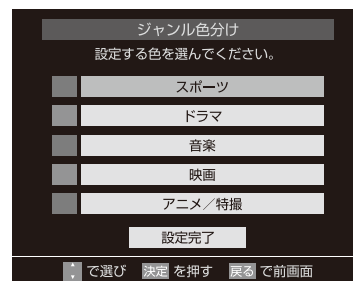 ジャンル色分け
設定する色を選んでください。
スポーツ
ドラマ
音楽
映画
アニメ／特撮
設定完了
で選び 決定 を押す 戻る で前画面